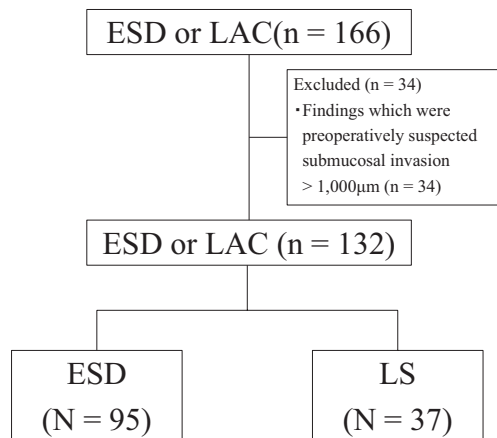 ESD or LAC(n = 166)
Excluded (n = 34)
・Findings which were
preoperatively suspected
submucosal invasion
> 1,000μm (n = 34)
ESD or LAC (n = 132)
ESD
(N = 95)
LS
(N = 37)